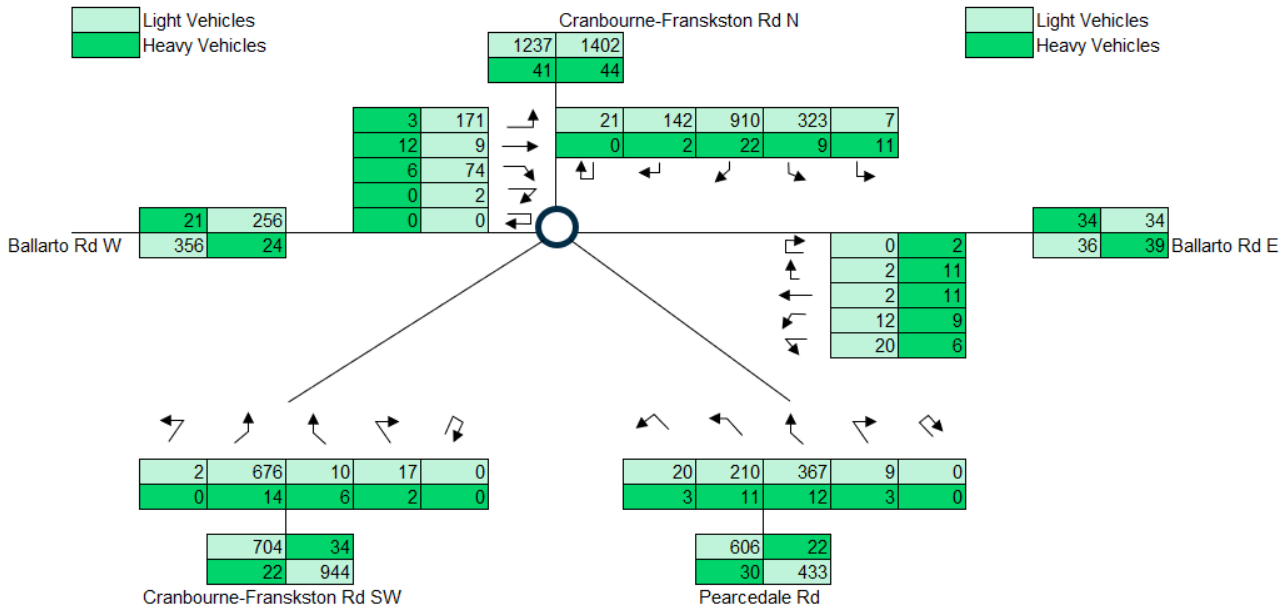 Light Vehicles
Heavy Vehicles
Cranbourne-Franskston Rd N
Light Vehicles
Heavy Vehicles
1237 1402
41 44
3 171
12 9
6 74
0 2
0 0
21 142 910 323 7
0 2 22 9 11
21 256
356 24
Ballarto Rd W
34 34
36 39
Ballarto Rd E
0 2
2 11
2 11
12 9
20 6
2 676 10 17 0
0 14 6 2 0
20 210 367 9 0
3 11 12 3 0
704 34
22 944
Cranbourne-Franskston Rd SW
606 22
30 433
Pearcedale Rd